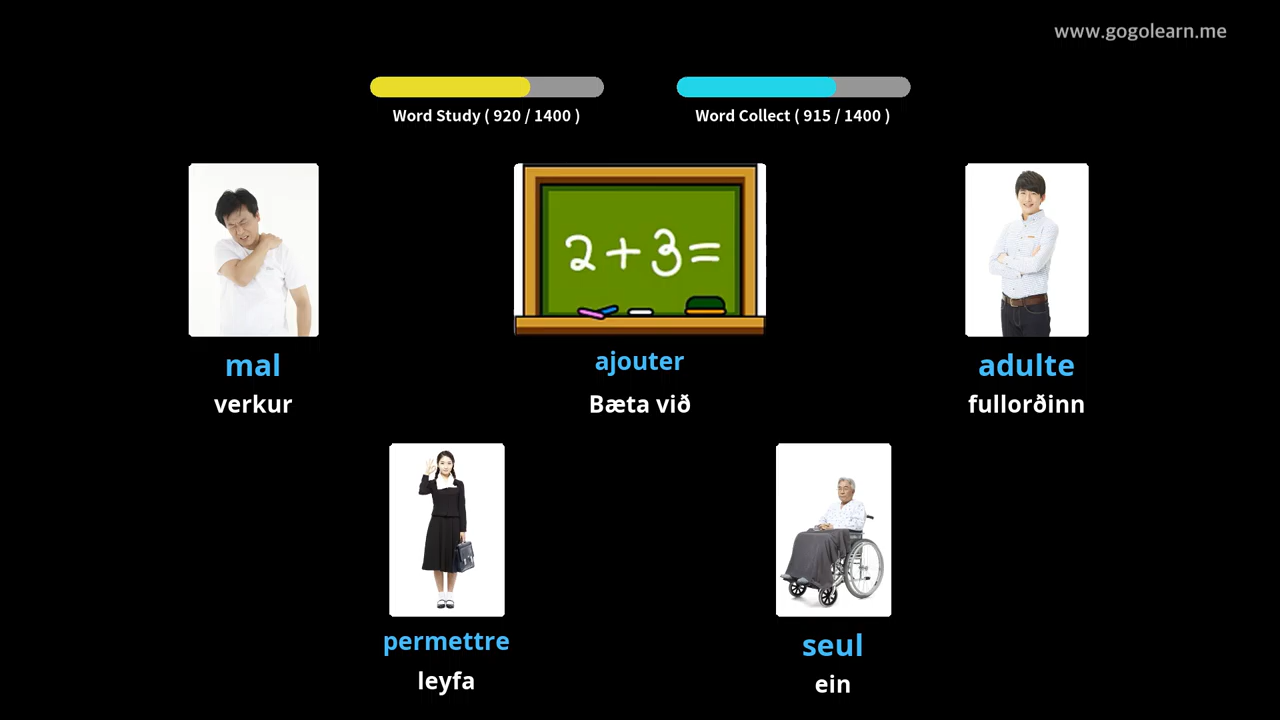 www.gogolearn.me
Word Study ( 920 / 1400 )
Word Collect ( 915 / 1400 )
2+3=
mal
verkur
ajouter
Bæta við
adulte
fullorðinn
permettre
leyfa
seul
ein